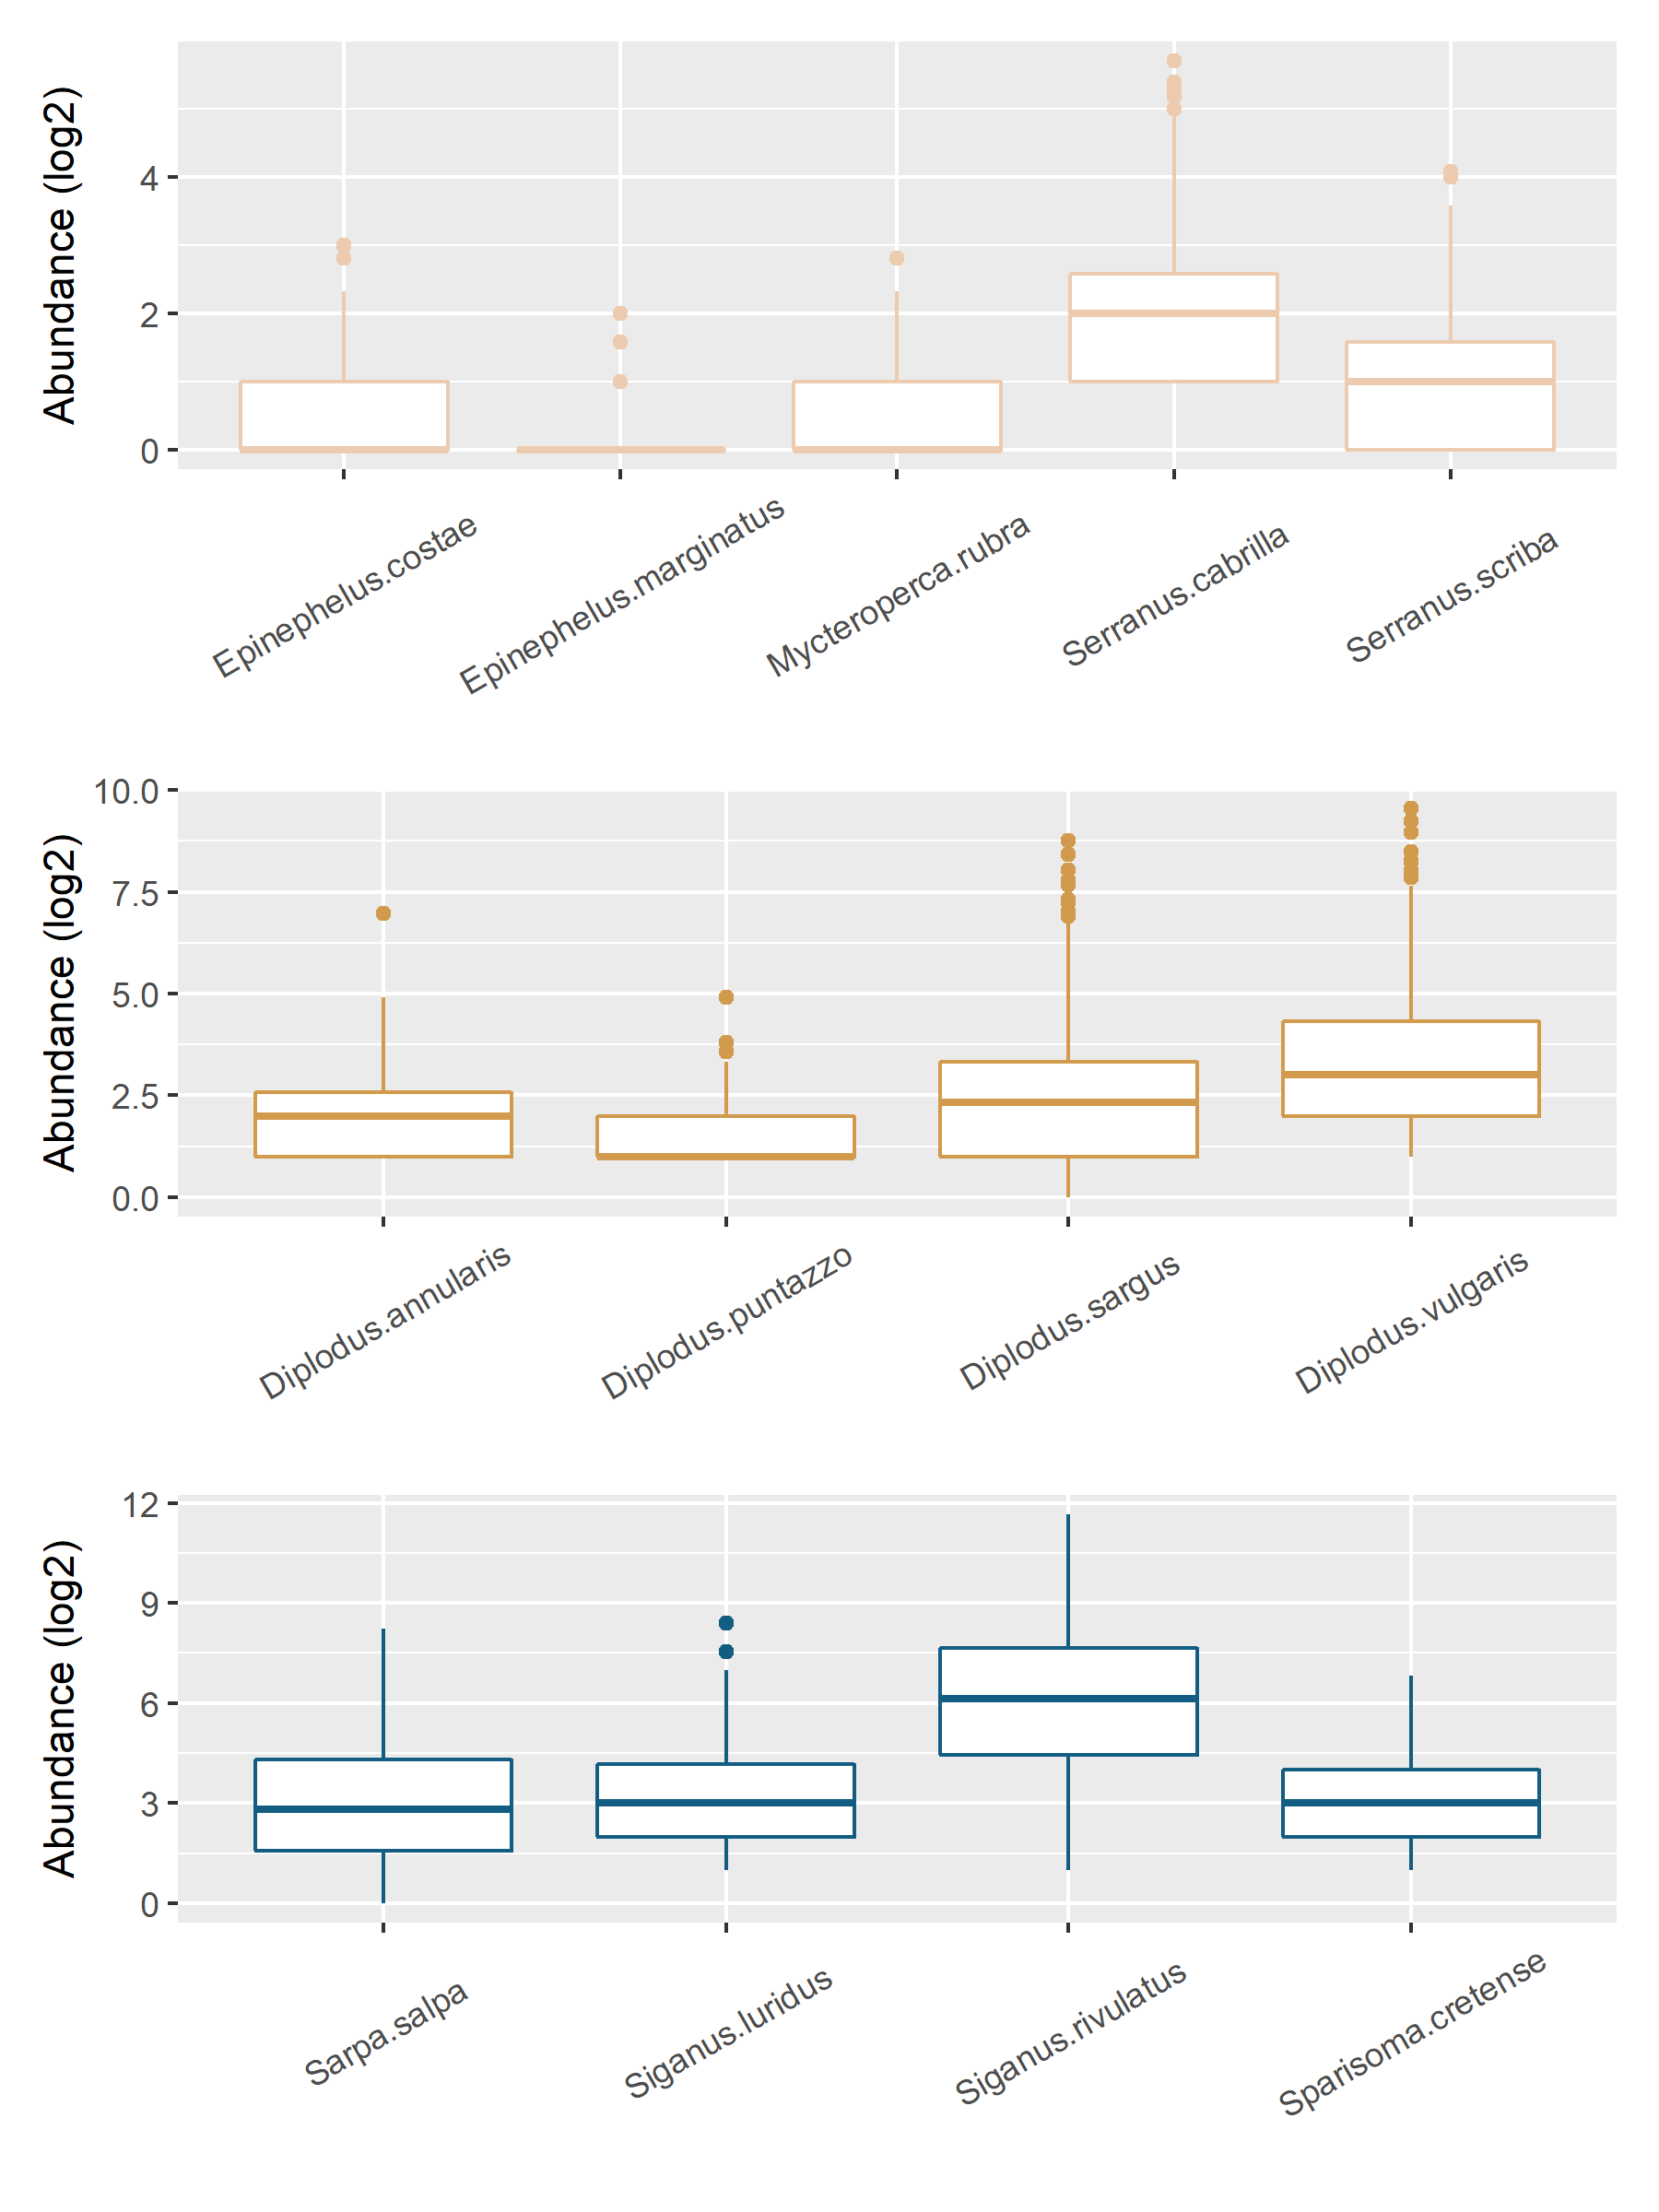 Abundance (log2)
4
2
0
Epinephelus.costae
Epinephelus.marginatus
Mycteroperca.rubra
Serranus.cabrilla
Serranus.scriba
Abundance (log2)
10.0
7.5
5.0
2.5
0.0
Diplodus.annularis
Diplodus.puntazzo
Diplodus.sargus
Diplodus.vulgaris
Abundance (log2)
12
9
6
3
0
Sarpa.salpa
Siganus.luridus
Siganus.rivulatus
Sparisoma.cretense